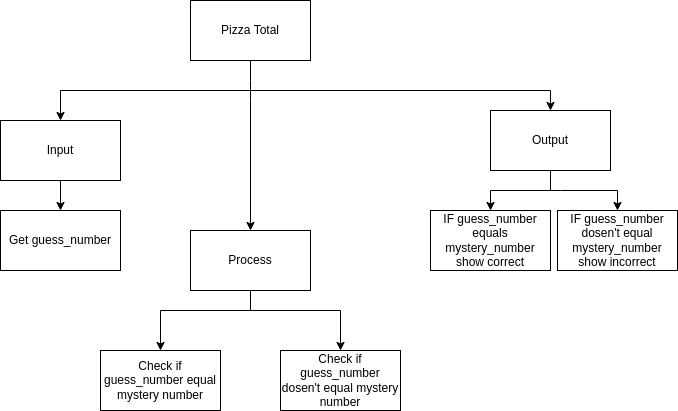 Pizza Total
Input
Output
Get guess_number
IF guess_number
equals
mystery_number
show correct
IF guess_number
dosen't equal
mystery_number
show incorrect
Process
Check if
guess_number equal
mystery number
Check if
guess_number
dosen't equal mystery
number